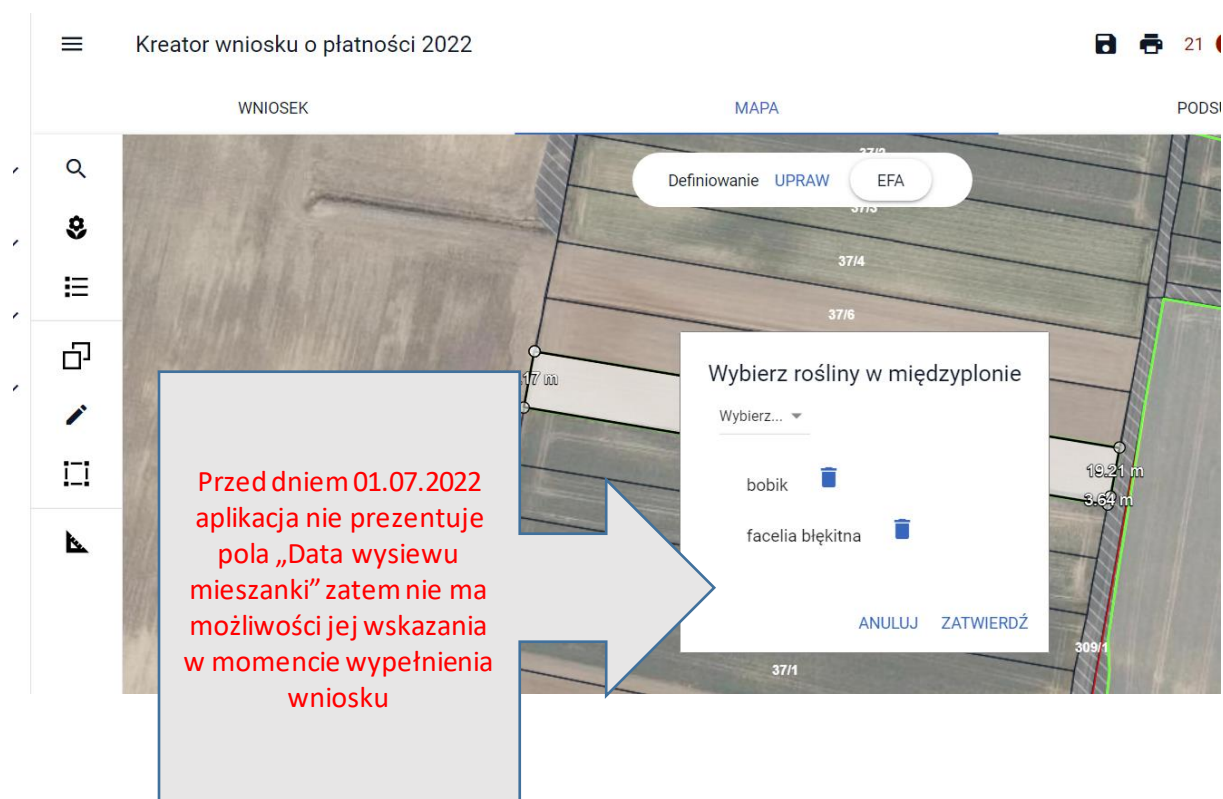 Kreator wniosku o płatności 2022
21
WNIOSEK
MAPA
PODSU
37/2
Definiowanie UPRAW EFA
37/3
37/4
37/6
Wybierz rośliny w międzyplonie
Wybierz...
bobik
facelia błękitna
ANULUJ ZATWIERDŹ
.17 m
19.21 m
3.64 m
309/1
37/1
Przed dniem 01.07.2022
aplikacja nie prezentuje
pola „Data wysiewu
mieszanki” zatem nie ma
możliwości jej wskazania
w momencie wypełnienia
wniosku